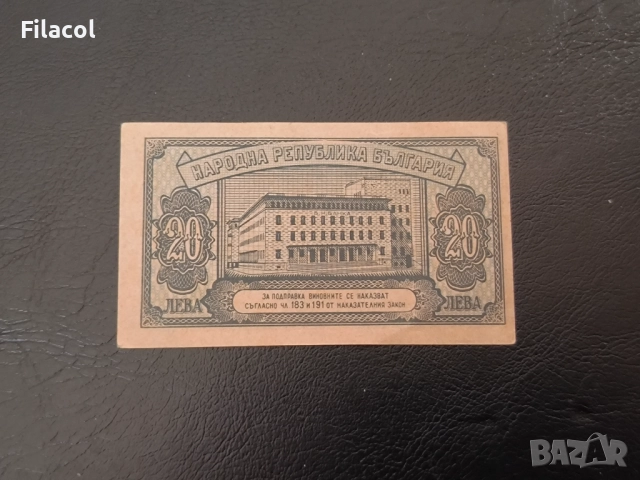 Filacol
НАРОДНА РЕПУБЛИКА БЪЛГАРИЯ
20 20
ЛЕВА ЛЕВА
ЗА ПОДПРАВКА ВИНОВНИТЕ СЕ НАКАЗВАТ
СЪГЛАСНО ЧЛ. 183 И 191 ОТ НАКАЗАТЕЛНИЯ ЗАКОН
BAZAR